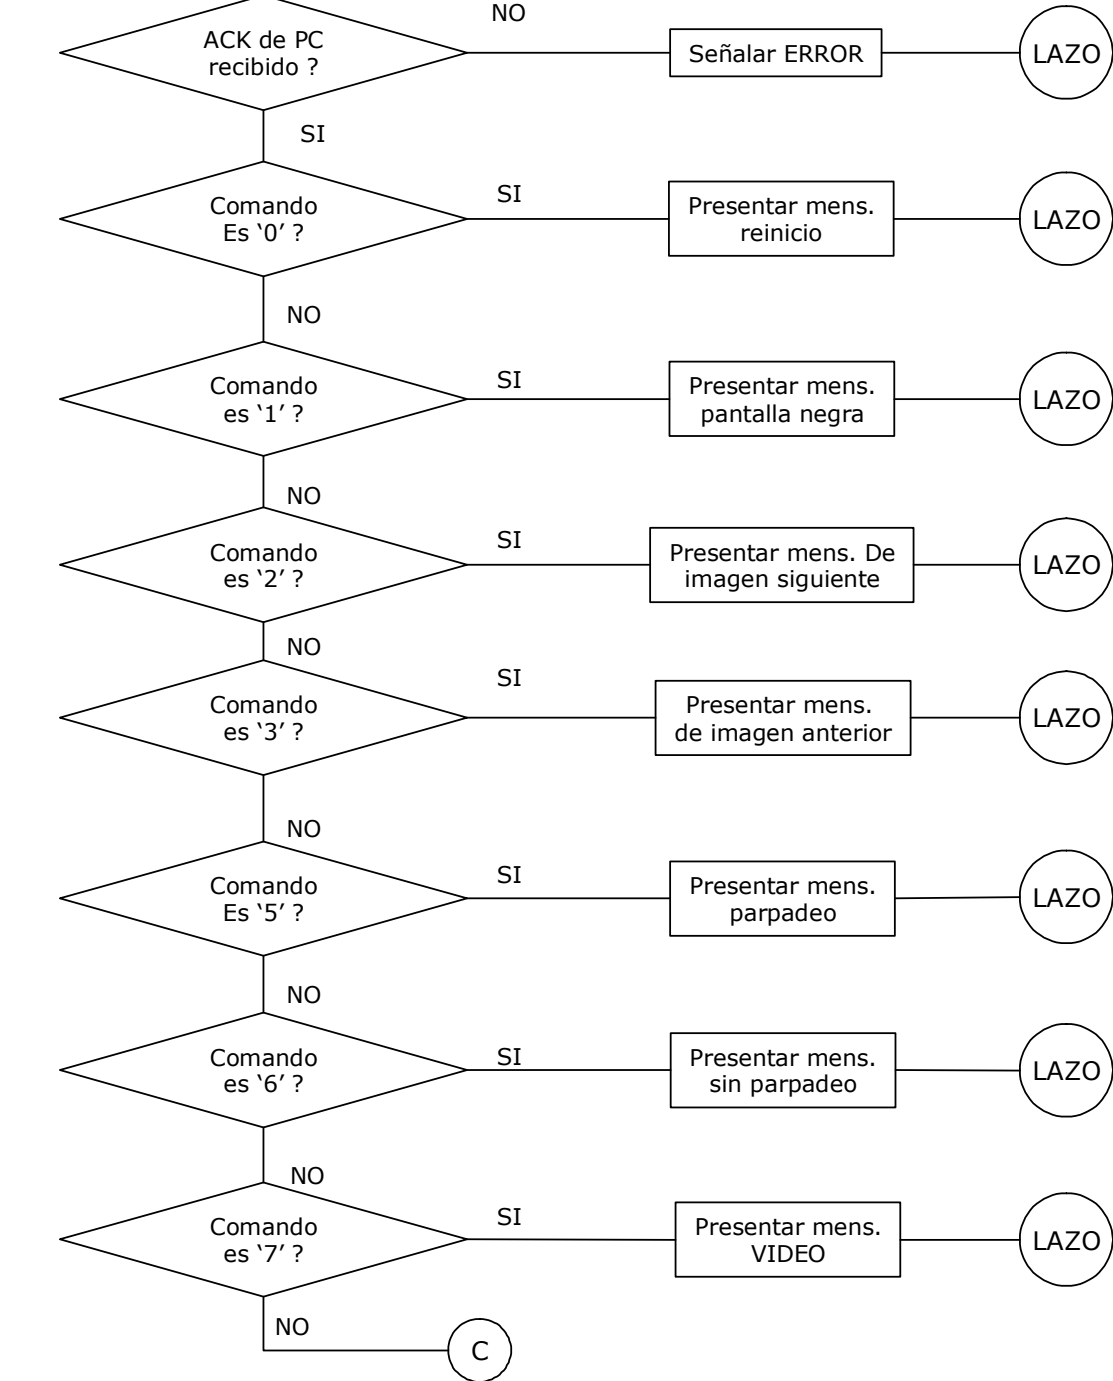 NO
ACK de PC
recibido ?
Señalar ERROR
LAZO
SI
Comando
Es ‘0’ ?
SI
Presentar mens.
reinicio
LAZO
NO
Comando
es ‘1’ ?
SI
Presentar mens.
pantalla negra
LAZO
NO
Comando
es ‘2’ ?
SI
Presentar mens. De
imagen siguiente
LAZO
NO
Comando
es ‘3’ ?
SI
Presentar mens.
de imagen anterior
LAZO
NO
Comando
Es ‘5’ ?
SI
Presentar mens.
parpadeo
LAZO
NO
Comando
es ‘6’ ?
SI
Presentar mens.
sin parpadeo
LAZO
NO
Comando
es ‘7’ ?
SI
Presentar mens.
VIDEO
LAZO
NO
C